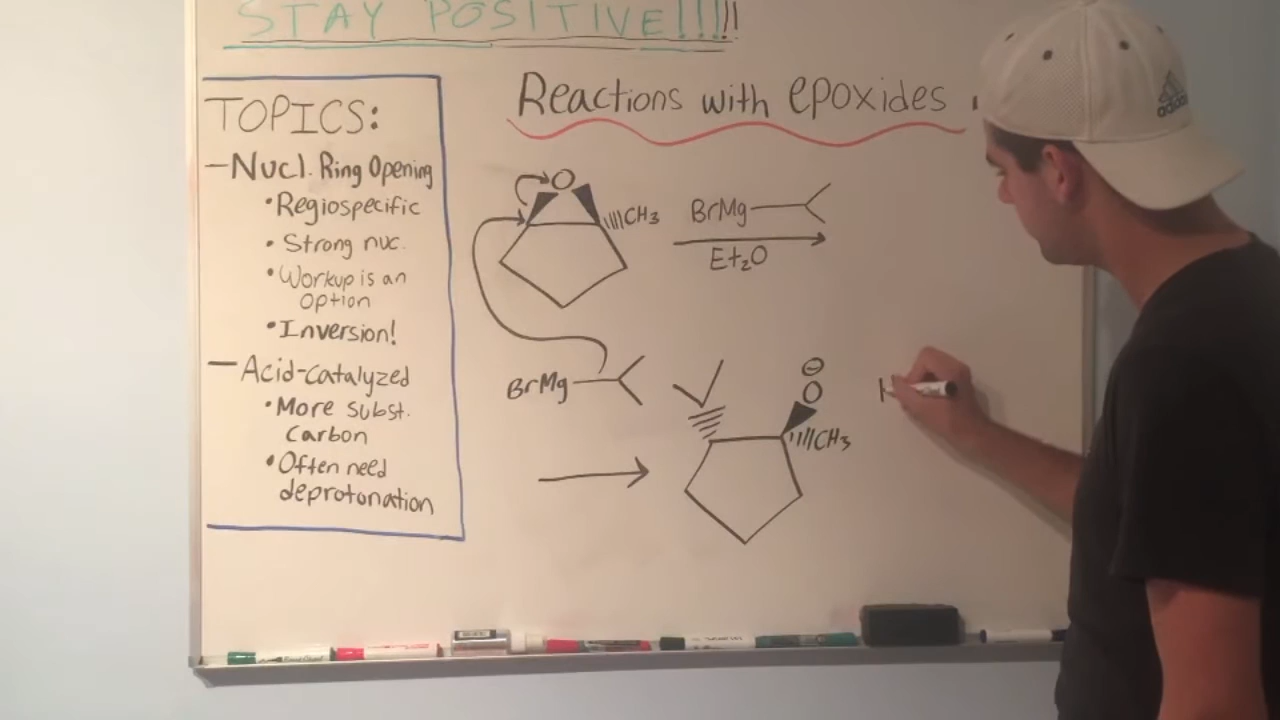 STAY POSITIVE!!!!!
TOPICS:
-Nucl. Ring Opening
•Regiospecific
• Strong nuc.
•Workup is an
option
•Inversion!
- Acid-catalyzed
•More subst.
carbon
•Often need
deprotonation
Reactions with epoxides
O
CH3
BrMg
Et2O
BrMg
⊖
O
CH3
adidas